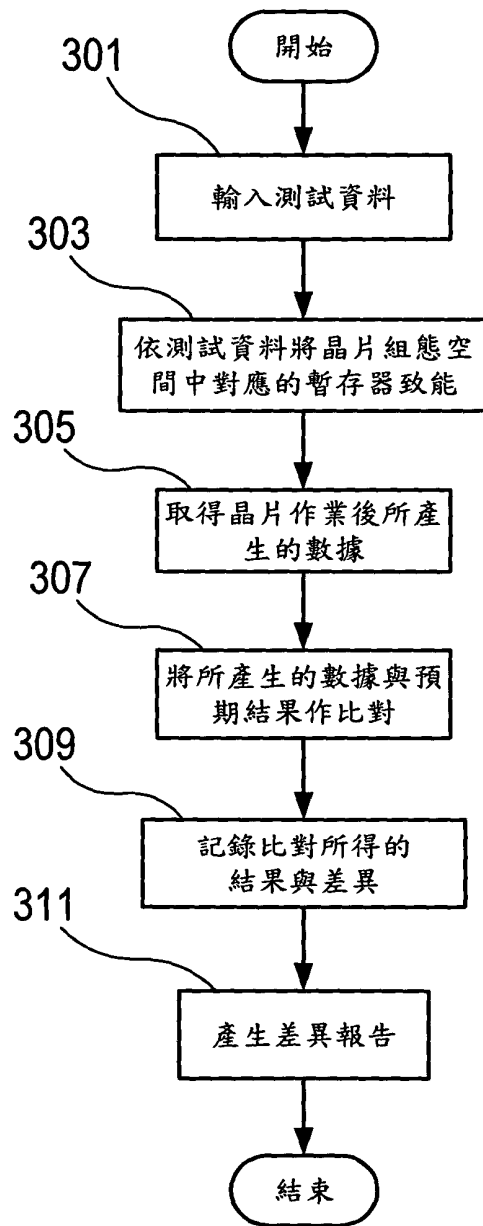 開始
301
輸入測試資料
303
依測試資料將晶片組態空
間中對應的暫存器致能
305
取得晶片作業後所產
生的數據
307
將所產生的數據與預
期結果作比對
309
記錄比對所得的
結果與差異
311
產生差異報告
結束